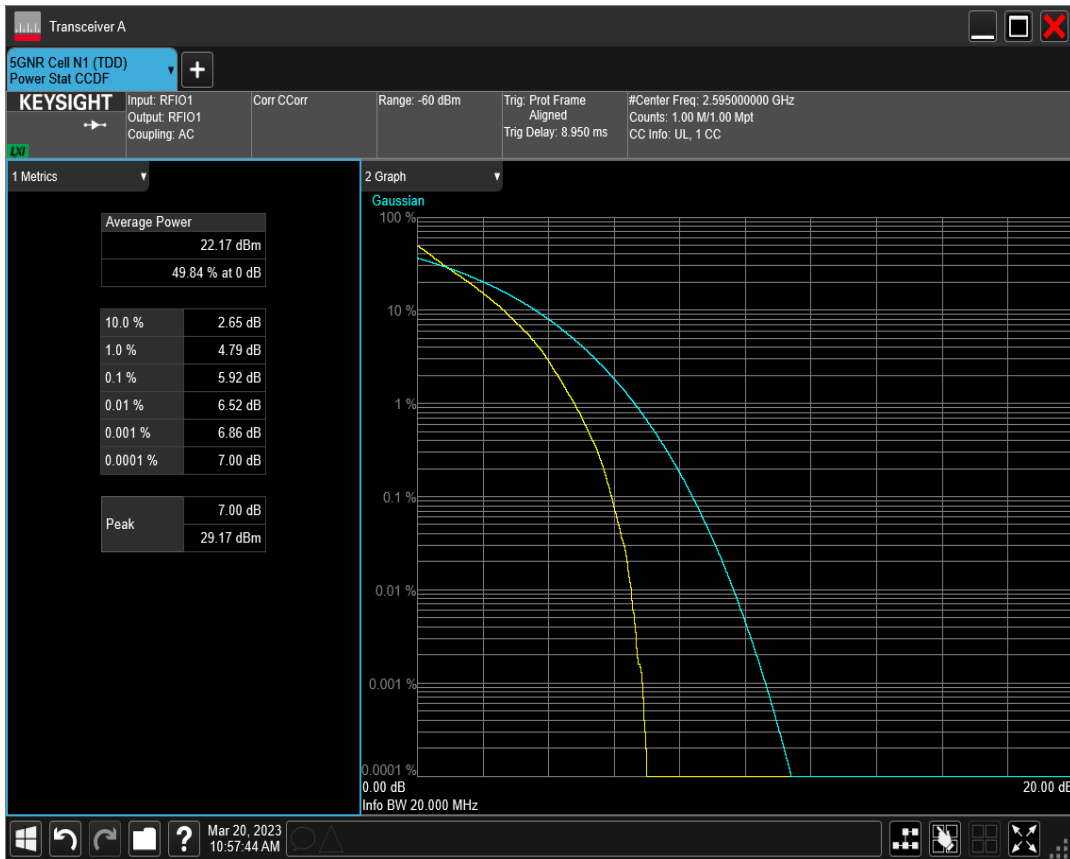 Transceiver A
5GNR Cell N1 (TDD)
Power Stat CCDF
+
KEYSIGHT
LXI
Input: RFIO1
Output: RFIO1
Coupling: AC
Corr CCorr
Range: -60 dBm
Trig: Prot Frame
Aligned
Trig Delay: 8.950 ms
#Center Freq: 2.595000000 GHz
Counts: 1.00 M/1.00 Mpt
CC Info: UL, 1 CC
1 Metrics
Average Power
22.17 dBm
49.84 % at 0 dB
10.0 % 2.65 dB
1.0 % 4.79 dB
0.1 % 5.92 dB
0.01 % 6.52 dB
0.001 % 6.86 dB
0.0001 % 7.00 dB
Peak 7.00 dB
29.17 dBm
2 Graph
Gaussian
100 %
10 %
1 %
0.1 %
0.01 %
0.001 %
0.0001 %
0.00 dB 20.00 dB
Info BW 20.000 MHz
?
Mar 20, 2023
10:57:44 AM